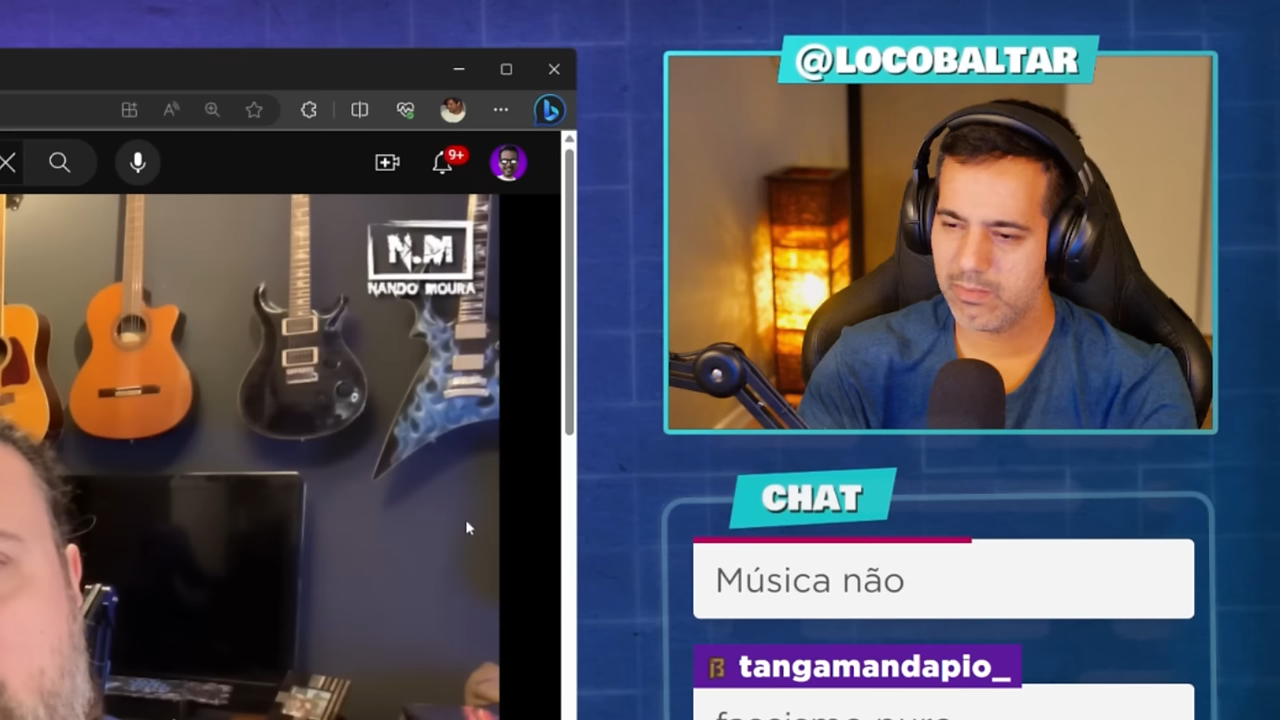 @LOCOBALTAR
9+
N.M
NANDO MOURA
CHAT
Música não
tangamandapio_